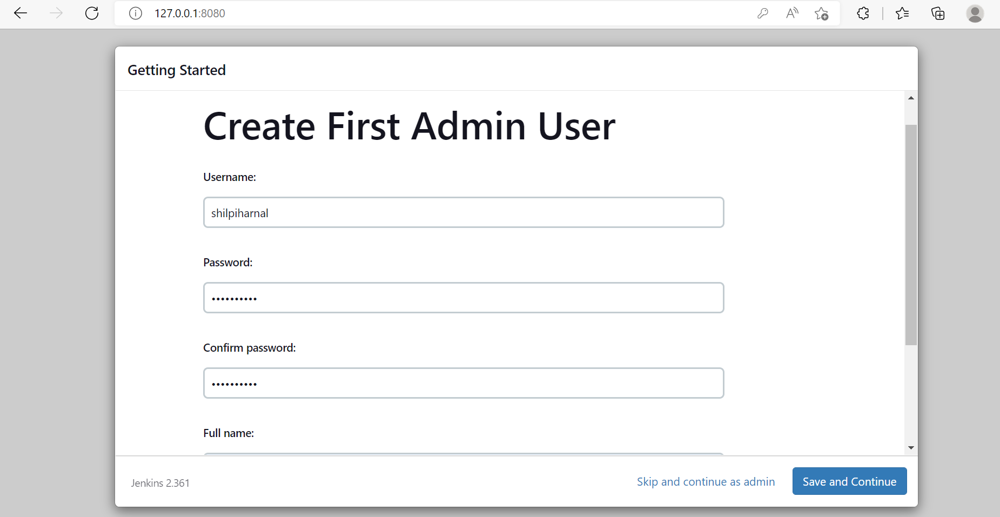 127.0.0.1:8080
Getting Started
Create First Admin User
Username:
shilpiharnal
Password:
••••••••••
Confirm password:
••••••••••
Full name:
Jenkins 2.361
Skip and continue as admin
Save and Continue